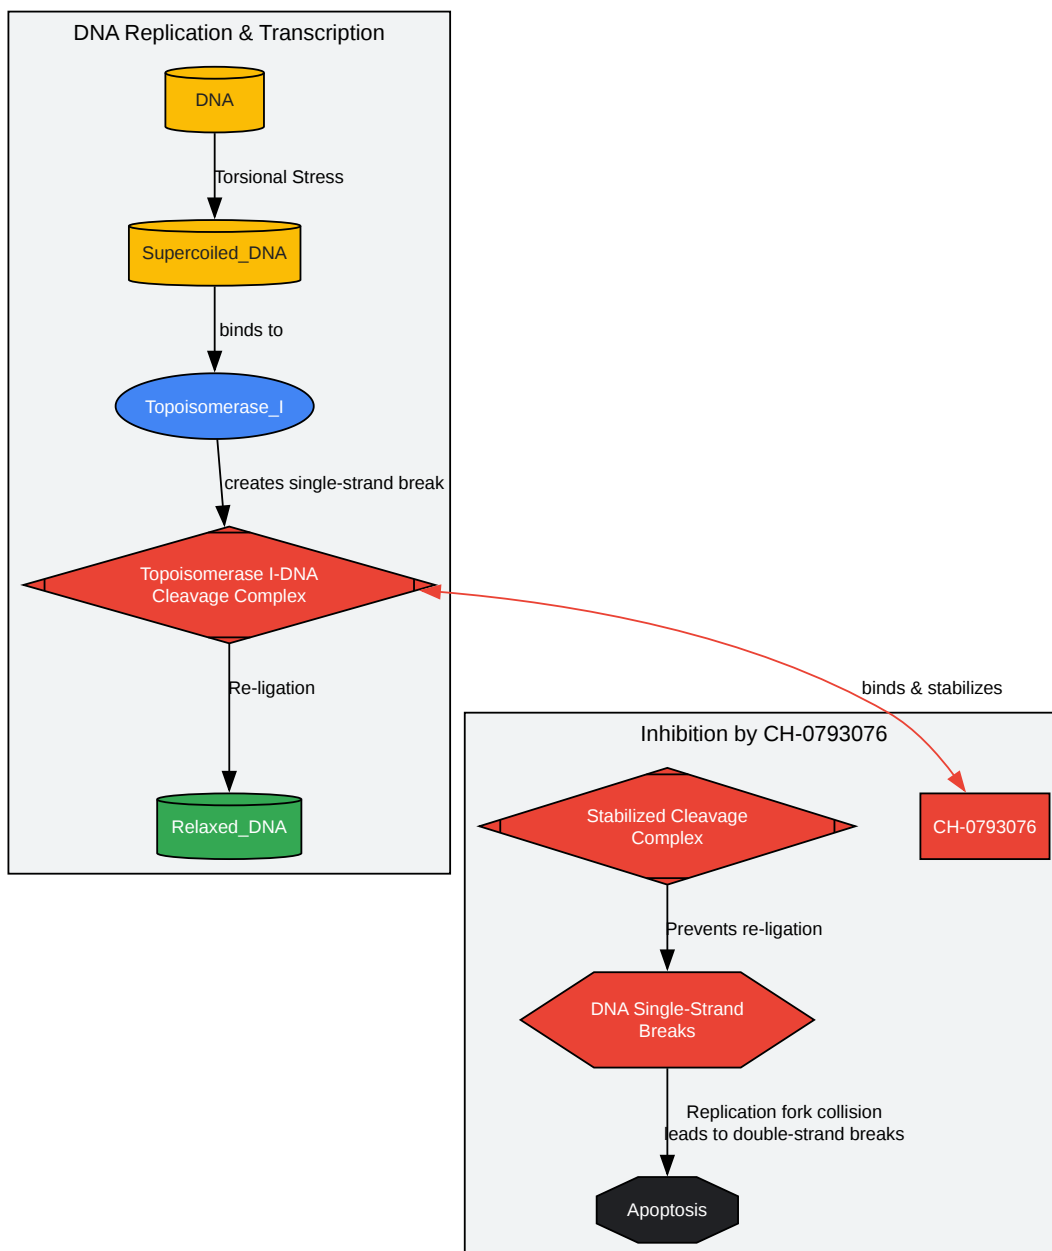 DNA Replication & Transcription
DNA
Torsional Stress
Supercoiled_DNA
binds to
Topoisomerase_I
creates single-strand break
Topoisomerase I-DNA
Cleavage Complex
Re-ligation
Relaxed_DNA
binds & stabilizes
Inhibition by CH-0793076
Stabilized Cleavage
Complex
CH-0793076
Prevents re-ligation
DNA Single-Strand
Breaks
Replication fork collision
leads to double-strand breaks
Apoptosis